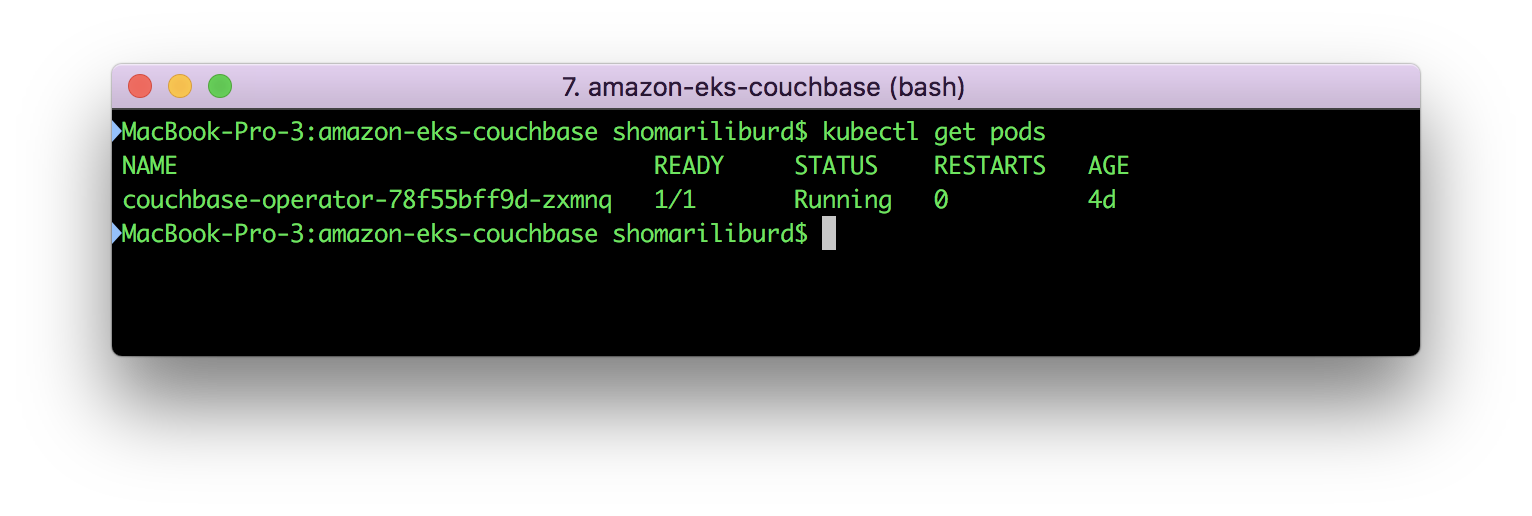 7. amazon-eks-couchbase (bash)
MacBook-Pro-3:amazon-eks-couchbase shomariliburd$ kubectl get pods
NAME READY STATUS RESTARTS AGE
couchbase-operator-78f55bff9d-zxmnq 1/1 Running 0 4d
MacBook-Pro-3:amazon-eks-couchbase shomariliburd$